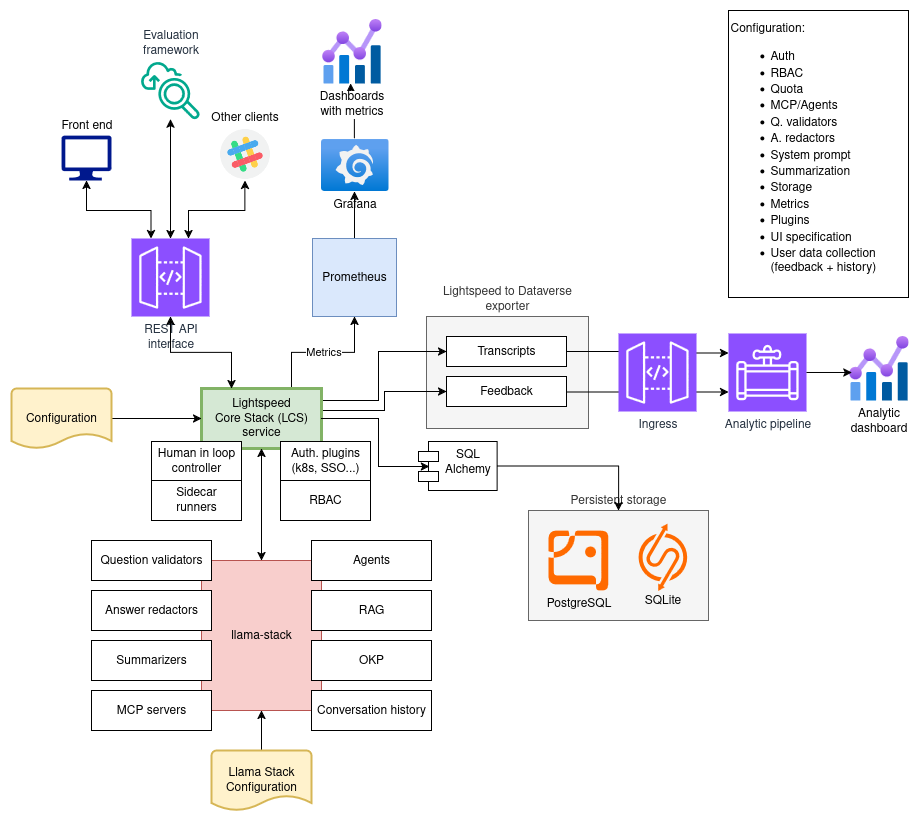 Evaluation
framework
Front end
Other clients
Dashboards
with metrics
Grafana
Configuration:
Auth
RBAC
Quota
MCP/Agents
Q. validators
A. redactors
System prompt
Summarization
Storage
Metrics
Plugins
UI specification
User data collection
(feedback + history)
Prometheus
REST API
interface
Metrics
Lightspeed to Dataverse
exporter
Transcripts
Feedback
Ingress
Analytic pipeline
Analytic
dashboard
Configuration
Lightspeed
Core Stack (LCS)
service
Human in loop
controller
Sidecar
runners
Auth. plugins
(k8s, SSO...)
RBAC
SQL
Alchemy
Persistent storage
PostgreSQL
SQLite
Question validators
Answer redactors
Summarizers
MCP servers
llama-stack
Agents
RAG
OKP
Conversation history
Llama Stack
Configuration